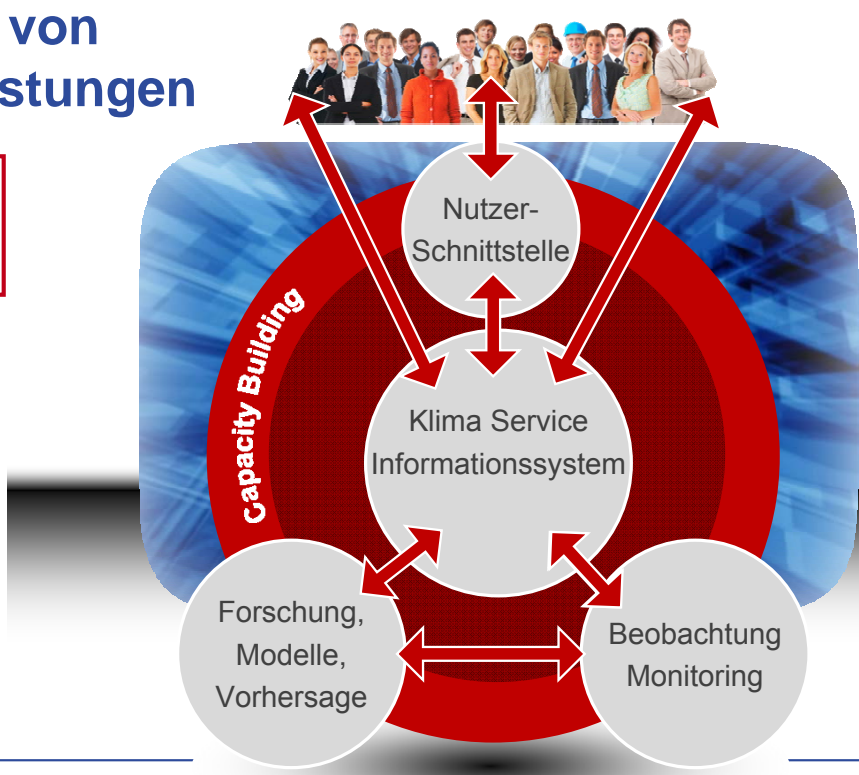 von
stungen
Nutzer-
Schnittstelle
Capacity Building
Klima Service
Informationssystem
Forschung,
Modelle,
Vorhersage
Beobachtung
Monitoring